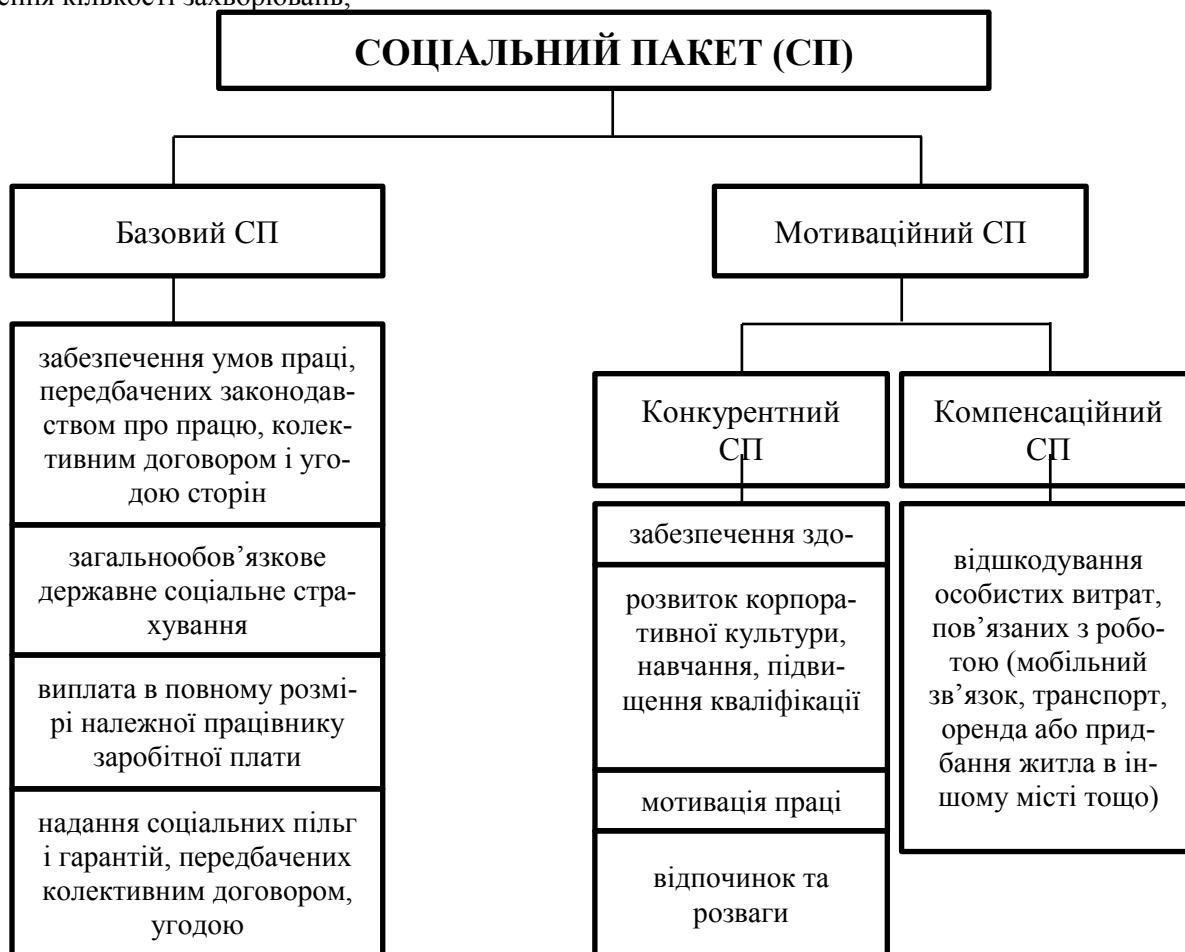 ення кількості захворювань;
СОЦІАЛЬНИЙ ПАКЕТ (СП)
Базовий СП
Мотиваційний СП
забезпечення умов праці,
передбачених законодав-
ством про працю, колек-
тивним договором і уго-
дою сторін
загальнообов’язкове
державне соціальне стра-
хування
виплата в повному розмі-
рі належної працівнику
заробітної плати
надання соціальних пільг
і гарантій, передбачених
колективним договором,
угодою
Конкурентний
СП
забезпечення здо-
розвиток корпора-
тивної культури,
навчання, підви-
щення кваліфікації
мотивація праці
відпочинок та
розваги
Компенсаційний
СП
відшкодування
особистих витрат,
пов’язаних з робо-
тою (мобільний
зв’язок, транспорт,
оренда або прид-
бання житла в ін-
шому місті тощо)